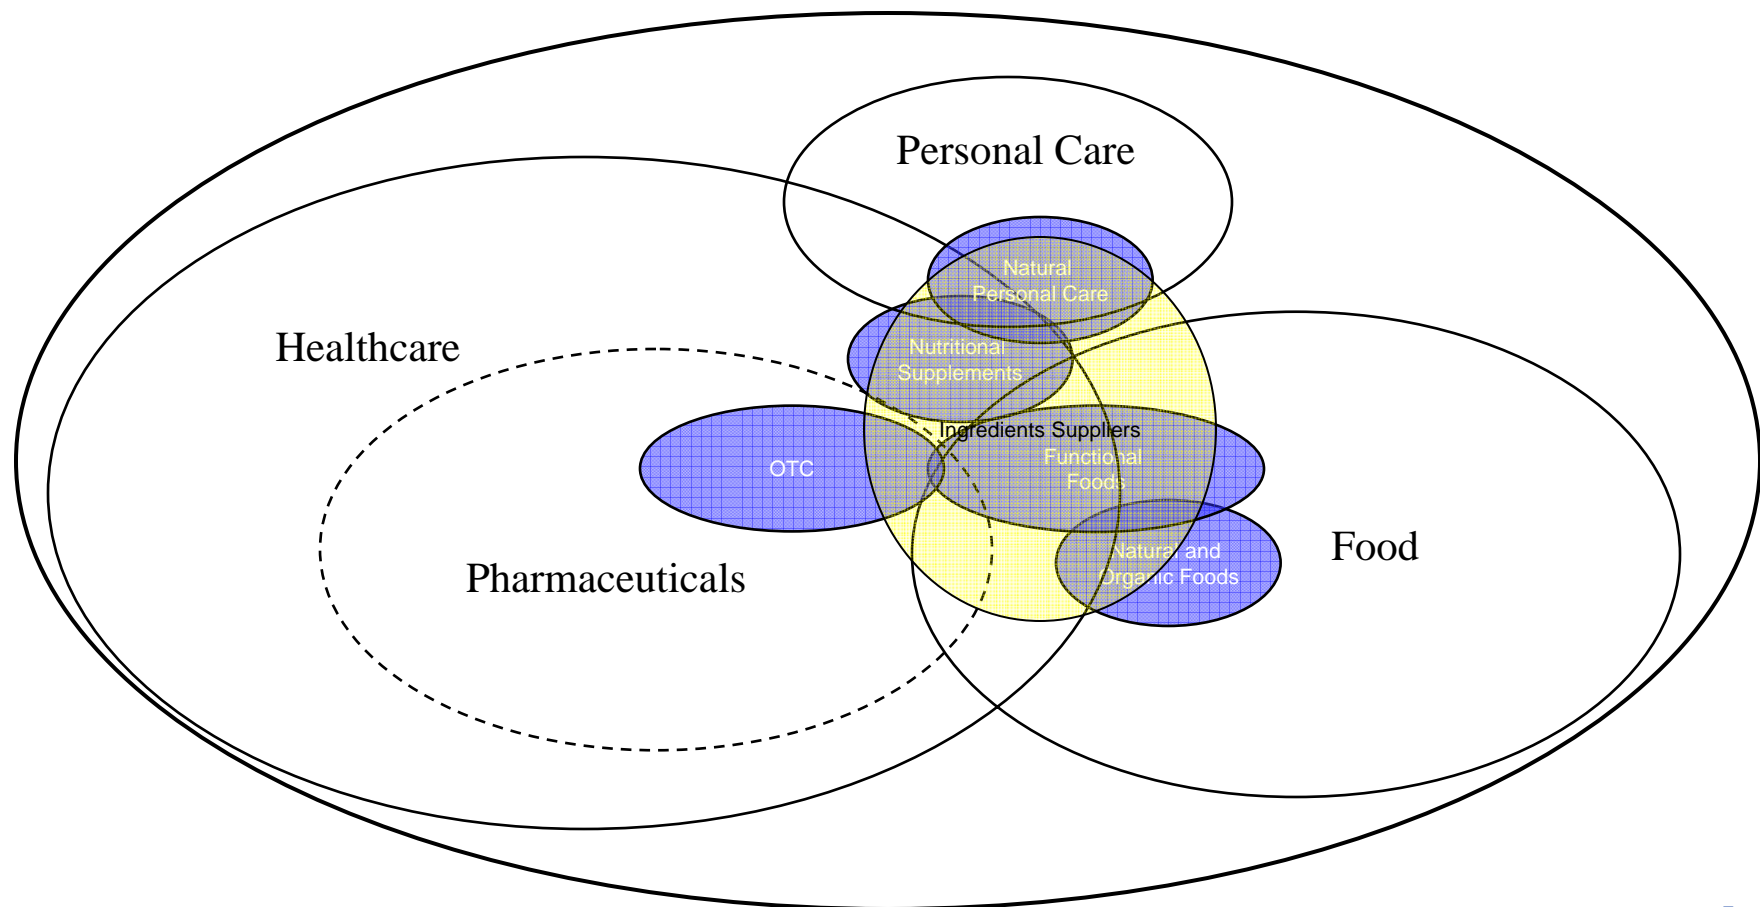 Personal Care
Natural
Personal Care
Healthcare
Nutritional
Supplements
Ingredients Suppliers
Functional
Foods
OTC
Natural and
Organic Foods
Food
Pharmaceuticals